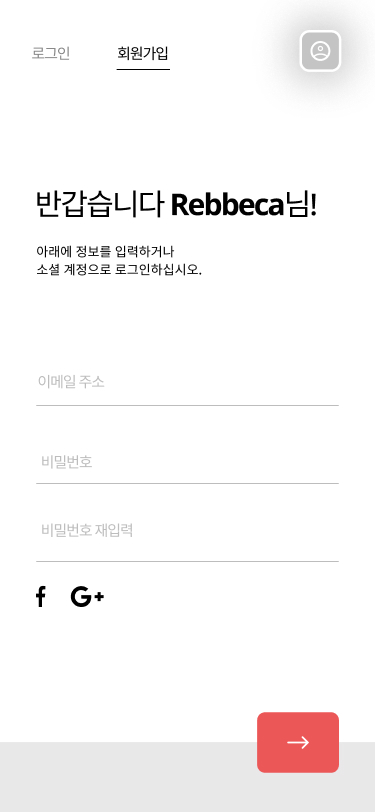 로그인 회원가입
반갑습니다 Rebbeca님!
아래에 정보를 입력하거나
소셜 계정으로 로그인하십시오.
이메일 주소
비밀번호
비밀번호 재입력
f G+